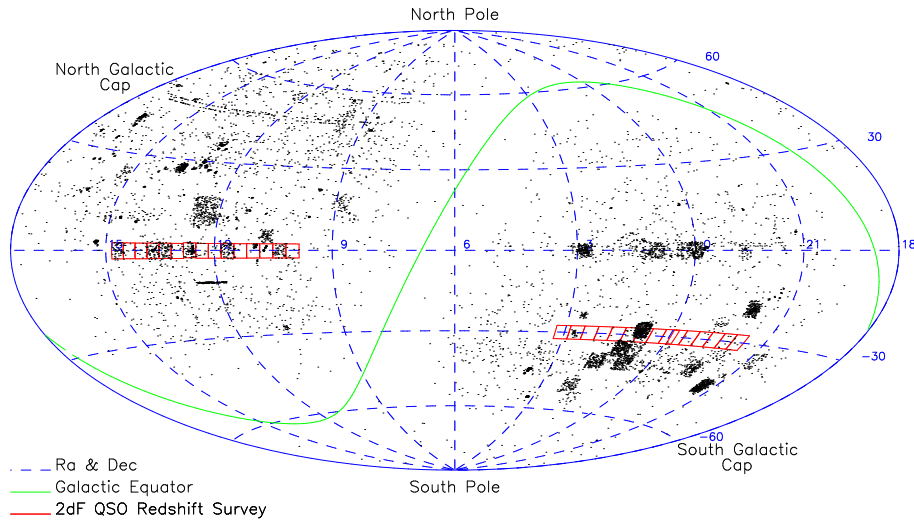 North Pole
60
North Galactic
Cap
30
9
6
0
21
18
-30
-60
South Galactic
Cap
South Pole
Ra & Dec
Galactic Equator
2dF QSO Redshift Survey